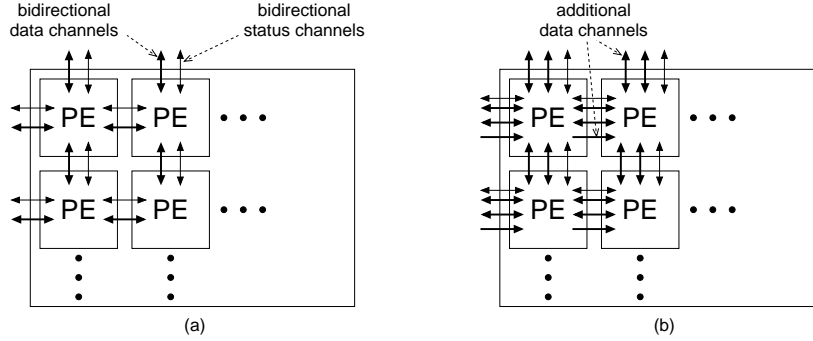 bidirectional
data channels
bidirectional
status channels
additional
data channels
PE PE
PE PE
PE PE
PE PE
(a)
(b)